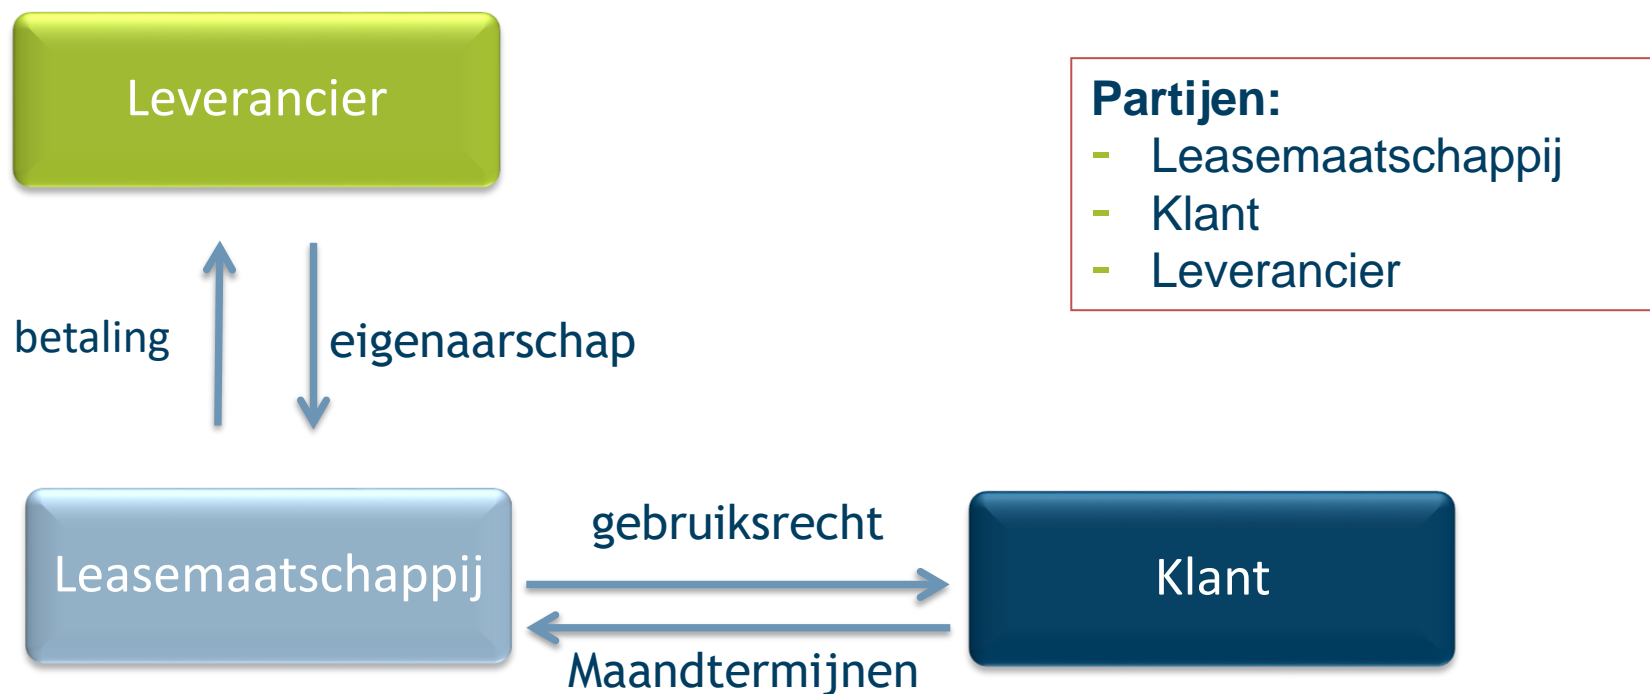 Leverancier
Partijen:
- Leasemaatschappij
- Klant
- Leverancier
betaling
eigenaarschap
gebruiksrecht
Leasemaatschappij
Klant
Maandtermijnen